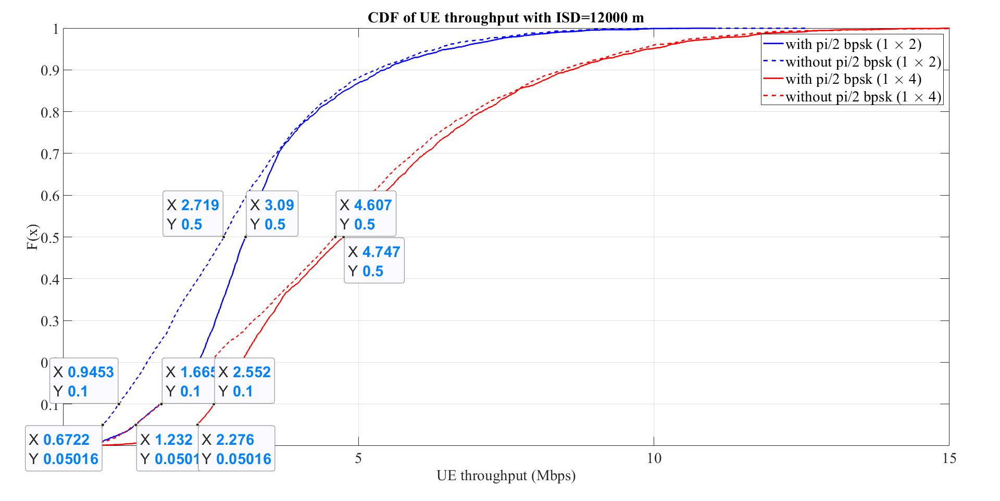 CDF of UE throughput with ISD=12000 m
1
0.9
0.8
0.7
0.6
0.5
0.4
0.3
0.1
F(x)
with pi/2 bpsk (1 × 2)
without pi/2 bpsk (1 × 2)
with pi/2 bpsk (1 × 4)
without pi/2 bpsk (1 × 4)
X 2.719
Y 0.5
X 3.09
Y 0.5
X 4.607
Y 0.5
X 4.747
Y 0.5
X 0.9453
Y 0.1
X 1.665
Y 0.1
X 2.552
Y 0.1
X 0.6722
Y 0.05016
X 1.232
Y 0.0501
X 2.276
Y 0.05016
5
10
15
UE throughput (Mbps)